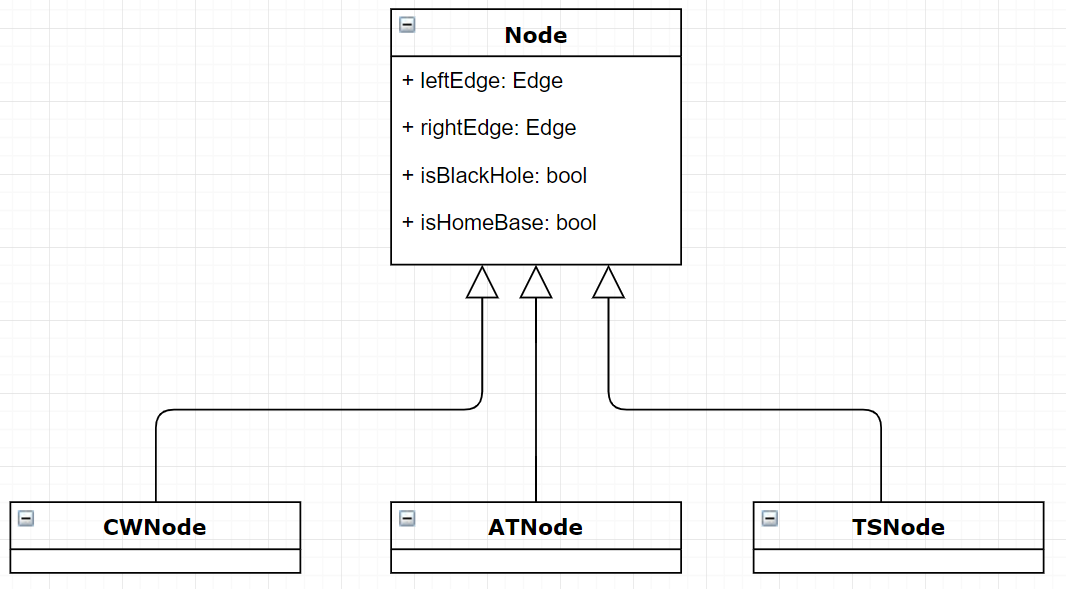 Node
+ leftEdge: Edge
+ rightEdge: Edge
+ isBlackHole: bool
+ isHomeBase: bool
CWNode
ATNode
TSNode